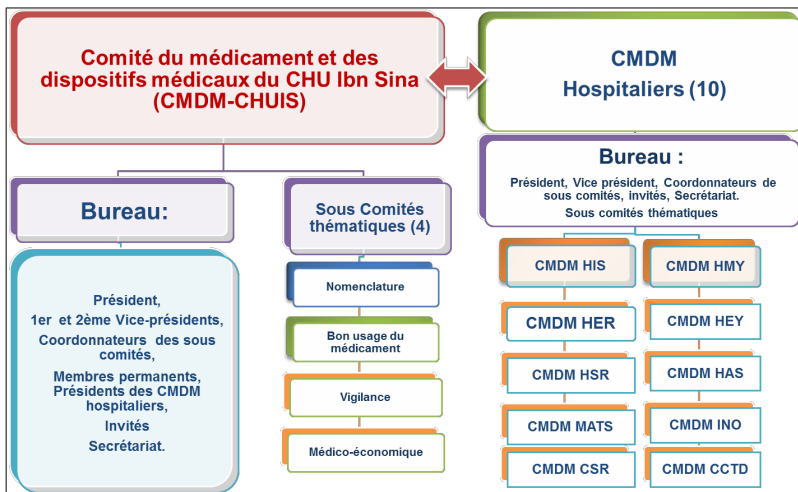 Comité du médicament et des
dispositifs médicaux du CHU Ibn Sina
(CMDM-CHUIS)
CMDM
Hospitaliers (10)
Bureau:
Sous Comités
thématiques (4)
Président,
1er et 2ème Vice-présidents,
Coordonnateurs des sous
comités,
Membres permanents,
Présidents des CMDM
hospitaliers,
Invités
Secrétariat.
Nomenclature
Bon usage du
médicament
Vigilance
Médico-économique
Bureau :
Président, Vice président, Coordonnateurs de
sous comités, invités, Secrétariat.
Sous comités thématiques
CMDM HIS
CMDM HER
CMDM HSR
CMDM MATS
CMDM CSR
CMDM HMY
CMDM HEY
CMDM HAS
CMDM INO
CMDM CCTD